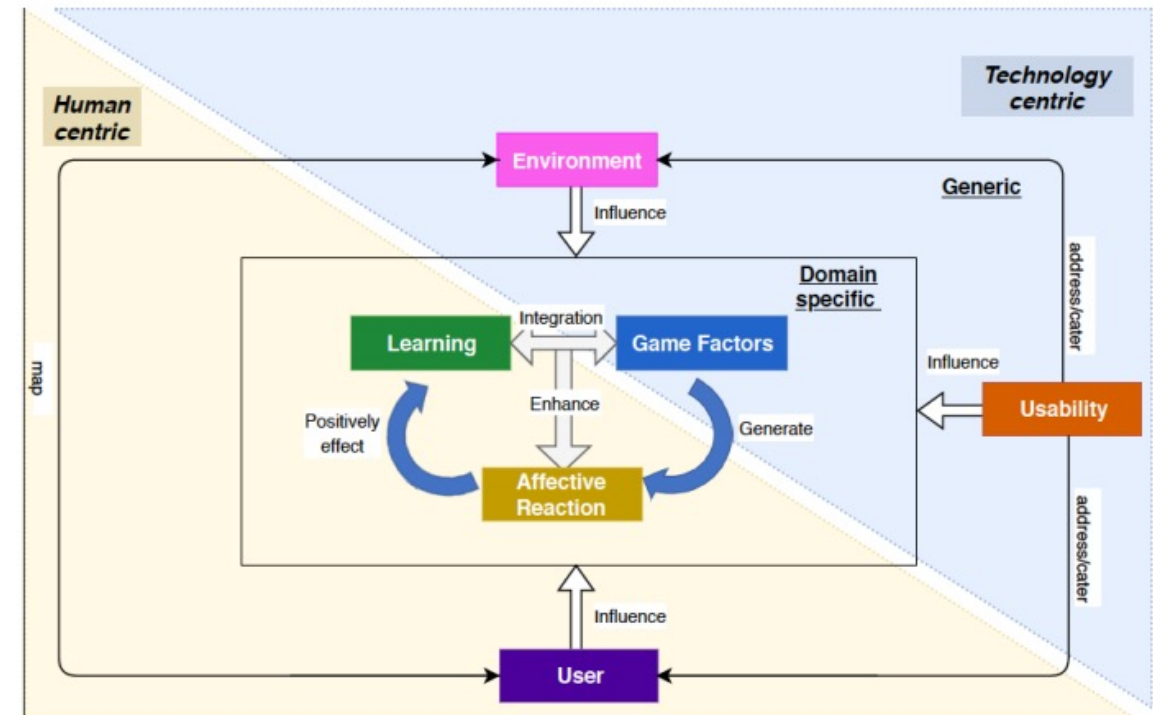 Human
centric
Technology
centric
Environment
Generic
Influence
Domain
specific
Integration
Learning
Game Factors
address/cater
map
Influence
Enhance
Usability
Positively
effect
Generate
Affective
Reaction
address/cater
Influence
User